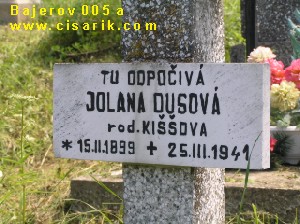 Bajerov 005 a
www.cisarik.com
TU ODPOČIVÁ
JOLANA DUSOVÁ
rod. KIŠŠOVA
* 15.II.1899 + 25.III.1941